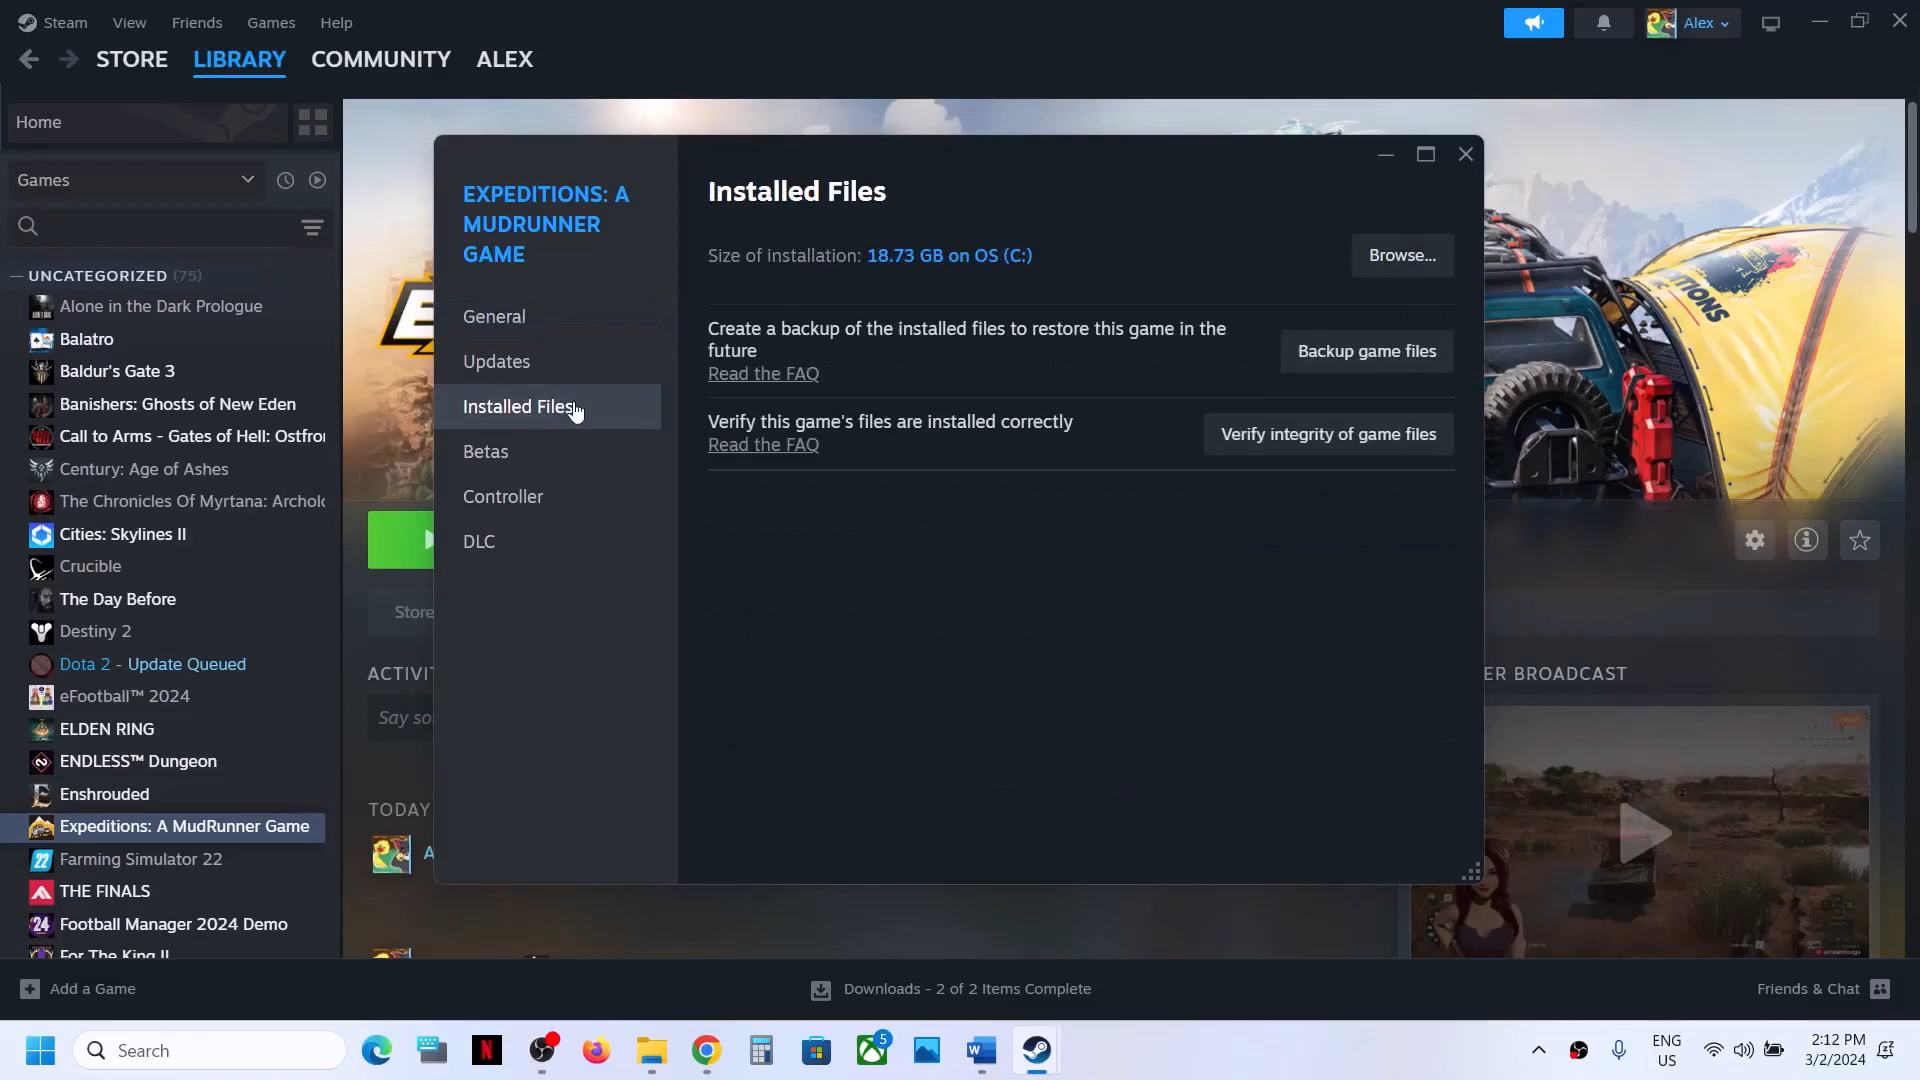 Steam View Friends Games Help Alex
STORE LIBRARY COMMUNITY ALEX
Home
Games
UNCATEGORIZED (75)
Alone in the Dark Prologue
Balatro
Baldur's Gate 3
Banishers: Ghosts of New Eden
Call to Arms - Gates of Hell: Ostfro
Century: Age of Ashes
The Chronicles Of Myrtana: Archol
Cities: Skylines II
Crucible
The Day Before
Destiny 2
Dota 2 - Update Queued
eFootball™ 2024
ELDEN RING
ENDLESS™ Dungeon
Enshrouded
Expeditions: A MudRunner Game
Farming Simulator 22
THE FINALS
Football Manager 2024 Demo
For The King II
EXPEDITIONS: A
MUDRUNNER
GAME
General
Updates
Installed Files
Betas
Controller
DLC
Installed Files
Size of installation: 18.73 GB on OS (C:)
Browse...
Create a backup of the installed files to restore this game in the
future
Read the FAQ
Backup game files
Verify this game's files are installed correctly
Read the FAQ
Verify integrity of game files
Store
ACTIVIT
Say so
TODAY
A
ER BROADCAST
Add a Game
Downloads - 2 of 2 Items Complete
Friends & Chat
Search
5
ENG
US
2:12 PM
3/2/2024